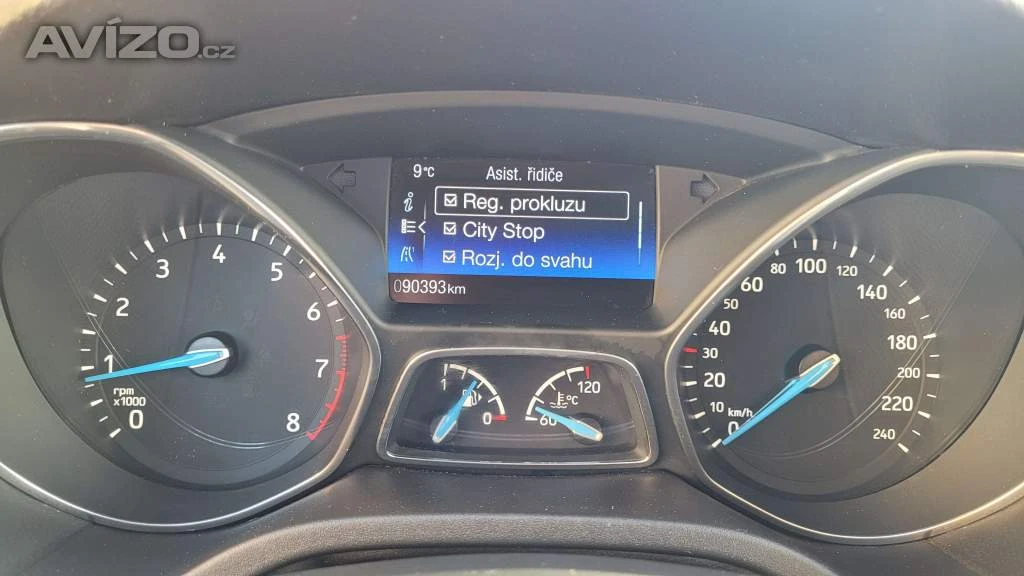 AVÍZO.cz
9°C Asist. řidiče
Reg. prokluzu
City Stop
Rozj. do svahu
090393 km
0 1 2 3 4 5 6 7 8
rpm
x1000
1 0
60 120
°C
0 10 20 30 40 50 60 80 100 120 140 160 180 200 220 240
km/h